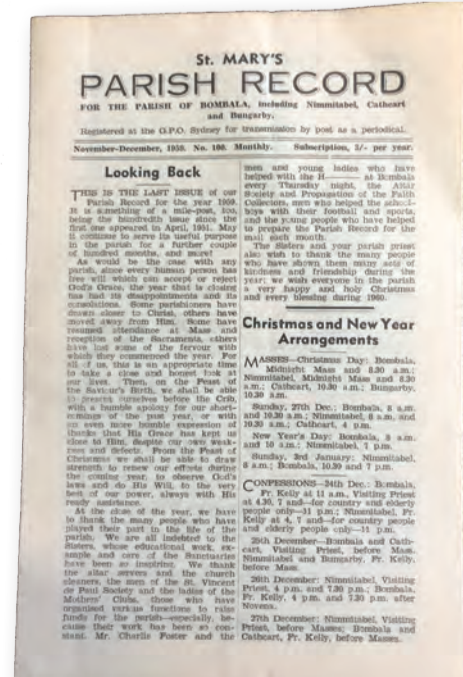 St. MARY'S
PARISH RECORD
FOR THE PARISH OF BOMBALA, including Nimmitabel, Cathcart
and Bungarby.
Registered at the G.P.O. Sydney for transmission by post as a periodical.
November-December, 1959. No. 100. Monthly. Subscription, 5/- per year.
Looking Back
THIS IS THE LAST ISSUE of our
Parish Record for the year 1959.
It is something of a mile-post, too,
being the hundredth issue since the
first one appeared in April, 1951. May
it continue to serve its useful purpose
in the parish for a further couple
of hundred months, and more!
As would be the case with any
parish, since every human person has
free will which can accept or reject
God's Grace, the year that is closing
has had its disappointments and its
consolations. Some parishioners have
drawn closer to Christ, others have
moved away from Him. Some have
resumed attendance at Mass and
reception of the Sacraments, others
have lost some of the fervour with
which they commenced the year. For
all of us, this is an appropriate time
to take a close and honest look at
our lives. Then, on the Feast of
the Saviour's Birth, we shall be able
to present ourselves before the Crib,
with a humble apology for our short-
comings of the past year, or with
an even more humble expression of
thanks that His Grace has kept us
close to Him, despite our own weak-
ness and defects. From the Feast of
Christmas we shall be able to draw
strength to renew our efforts during
the coming year, to observe God's
laws and do His Will, to the very
best of our power, always with His
ready assistance.
At the close of the year, we have
to thank the many people who have
played their part in the life of the
parish. We are all indebted to the
Sisters, whose educational work, ex-
ample and care of the Sanctuaries
have been so inspiring. We thank
the altar servers and the church
cleaners, the men of the St. Vincent
de Paul Society and the ladies of the
Mothers' Clubs, those who have
organised various functions to raise
funds for the parish—especially, be-
cause their work has been so con-
stant. Mr. Charlie Foster and the
men and young ladies who have
helped with the H——— at Bombala
every Thursday night, the Altar
Society and Propagation of the Faith
Collectors, men who helped the school-
boys with their football and sports,
and the young people who have helped
to prepare the Parish Record for the
mail each month.
The Sisters and your parish priest
also wish to thank the many people
who have shown them many acts of
kindness and friendship during the
year; we wish everyone in the parish
a very happy and holy Christmas
and every blessing during 1960.
Christmas and New Year
Arrangements
MASSES—Christmas Day: Bombala,
Midnight Mass and 8.30 a.m.;
Nimmitabel, Midnight Mass and 8.30
a.m.; Cathcart, 10.30 a.m.; Bungarby,
10.30 a.m.
Sunday, 27th Dec.: Bombala, 8 a.m.
and 10.30 a.m.; Nimmitabel, 8 a.m. and
10.30 a.m.; Cathcart, 4 p.m.
New Year's Day: Bombala, 8 a.m.
and 10 a.m.; Nimmitabel, 7 p.m.
Sunday, 3rd January: Nimmitabel,
8 a.m.; Bombala, 10.30 and 7 p.m.
CONFESSIONS—24th Dec.: Bombala,
Fr. Kelly at 11 a.m., Visiting Priest
at 4.30, 7 and—for country and elderly
people only—11 p.m.; Nimmitabel, Fr.
Kelly at 4, 7 and—for country people
and elderly people only—11 p.m.
25th December—Bombala and Cath-
cart, Visiting Priest, before Mass.
Nimmitabel and Bungarby, Fr. Kelly,
before Mass.
26th December: Nimmitabel, Visiting
Priest, 4 p.m. and 7.30 p.m.; Bombala,
Fr. Kelly, 4 p.m. and 7.30 p.m. after
Novena.
27th December: Nimmitabel, Visiting
Priest, before Masses; Bombala and
Cathcart, Fr. Kelly, before Masses.